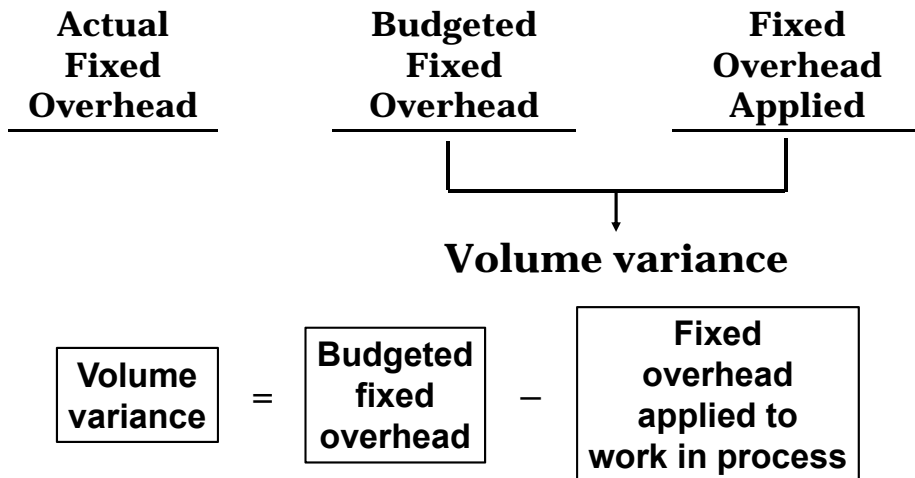 Actual
Fixed
Overhead
Budgeted
Fixed
Overhead
Fixed
Overhead
Applied
Volume variance
Volume
variance
=
Budgeted
fixed
overhead
−
Fixed
overhead
applied to
work in process